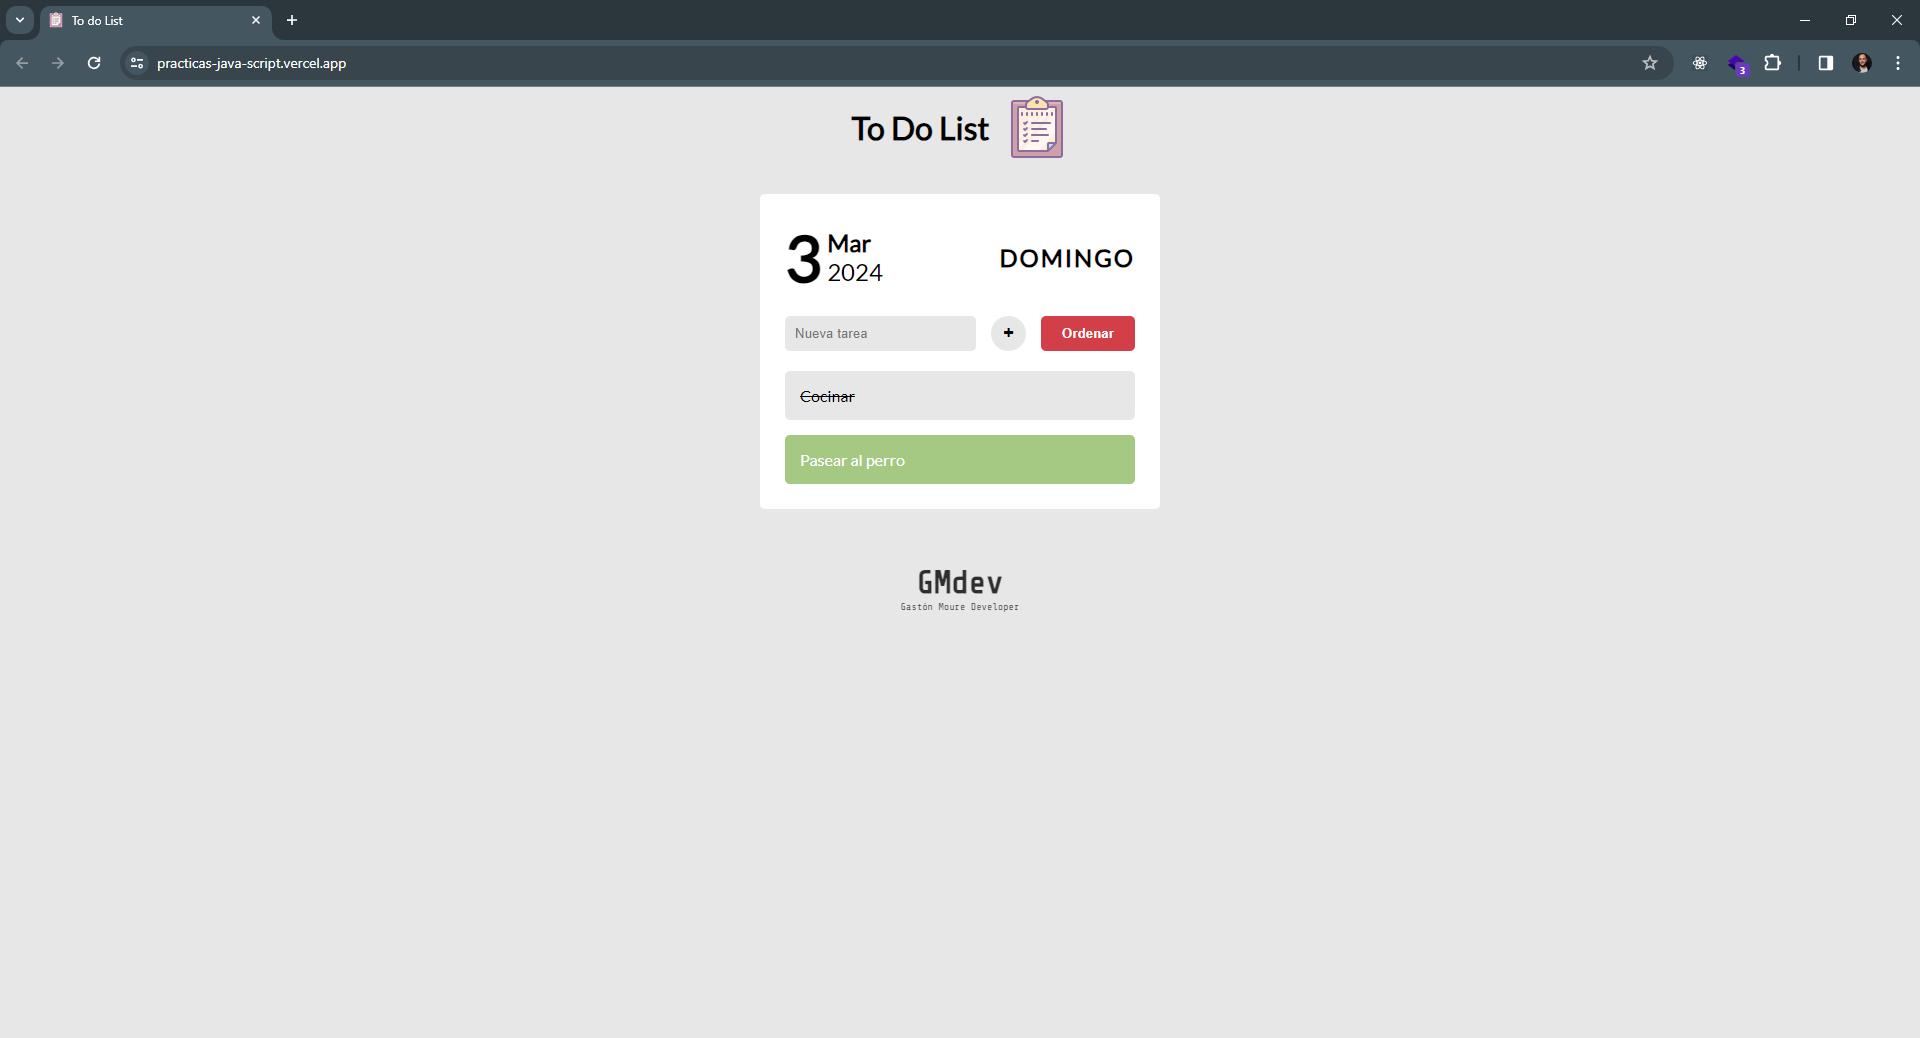 To do List
practicas-java-script.vercel.app
3
To Do List
3
Mar
2024
DOMINGO
Nueva tarea
+
Ordenar
Cocinar
Pasear al perro
GMdev
Gastón Moure Developer